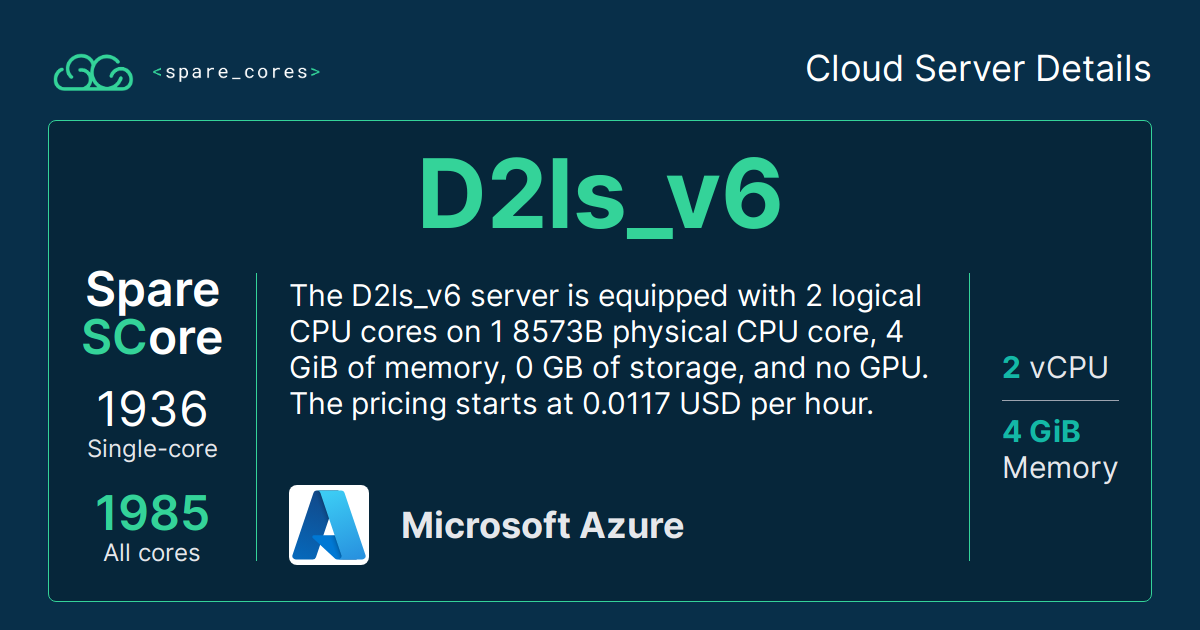 <spare_cores>
Cloud Server Details
D2ls_v6
Spare
SCore
1936
Single-core
1985
All cores
The D2ls_v6 server is equipped with 2 logical
CPU cores on 1 8573B physical CPU core, 4
GiB of memory, 0 GB of storage, and no GPU.
The pricing starts at 0.0117 USD per hour.
Microsoft Azure
2 vCPU
4 GiB
Memory